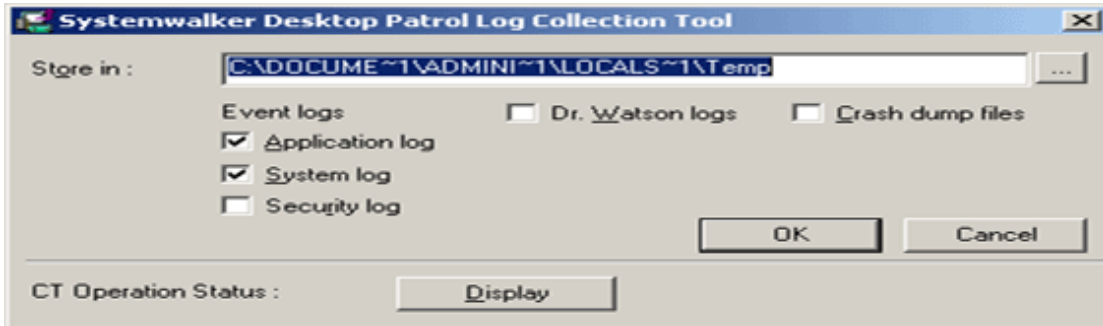 Systemwalker Desktop Patrol Log Collection Tool
Store in : C:\DOCUME~1\ADMINI~1\LOCALS~1\Temp ...
Event logs Dr. Watson logs Crash dump files
Application log
System log
Security log
OK Cancel
CT Operation Status : Display